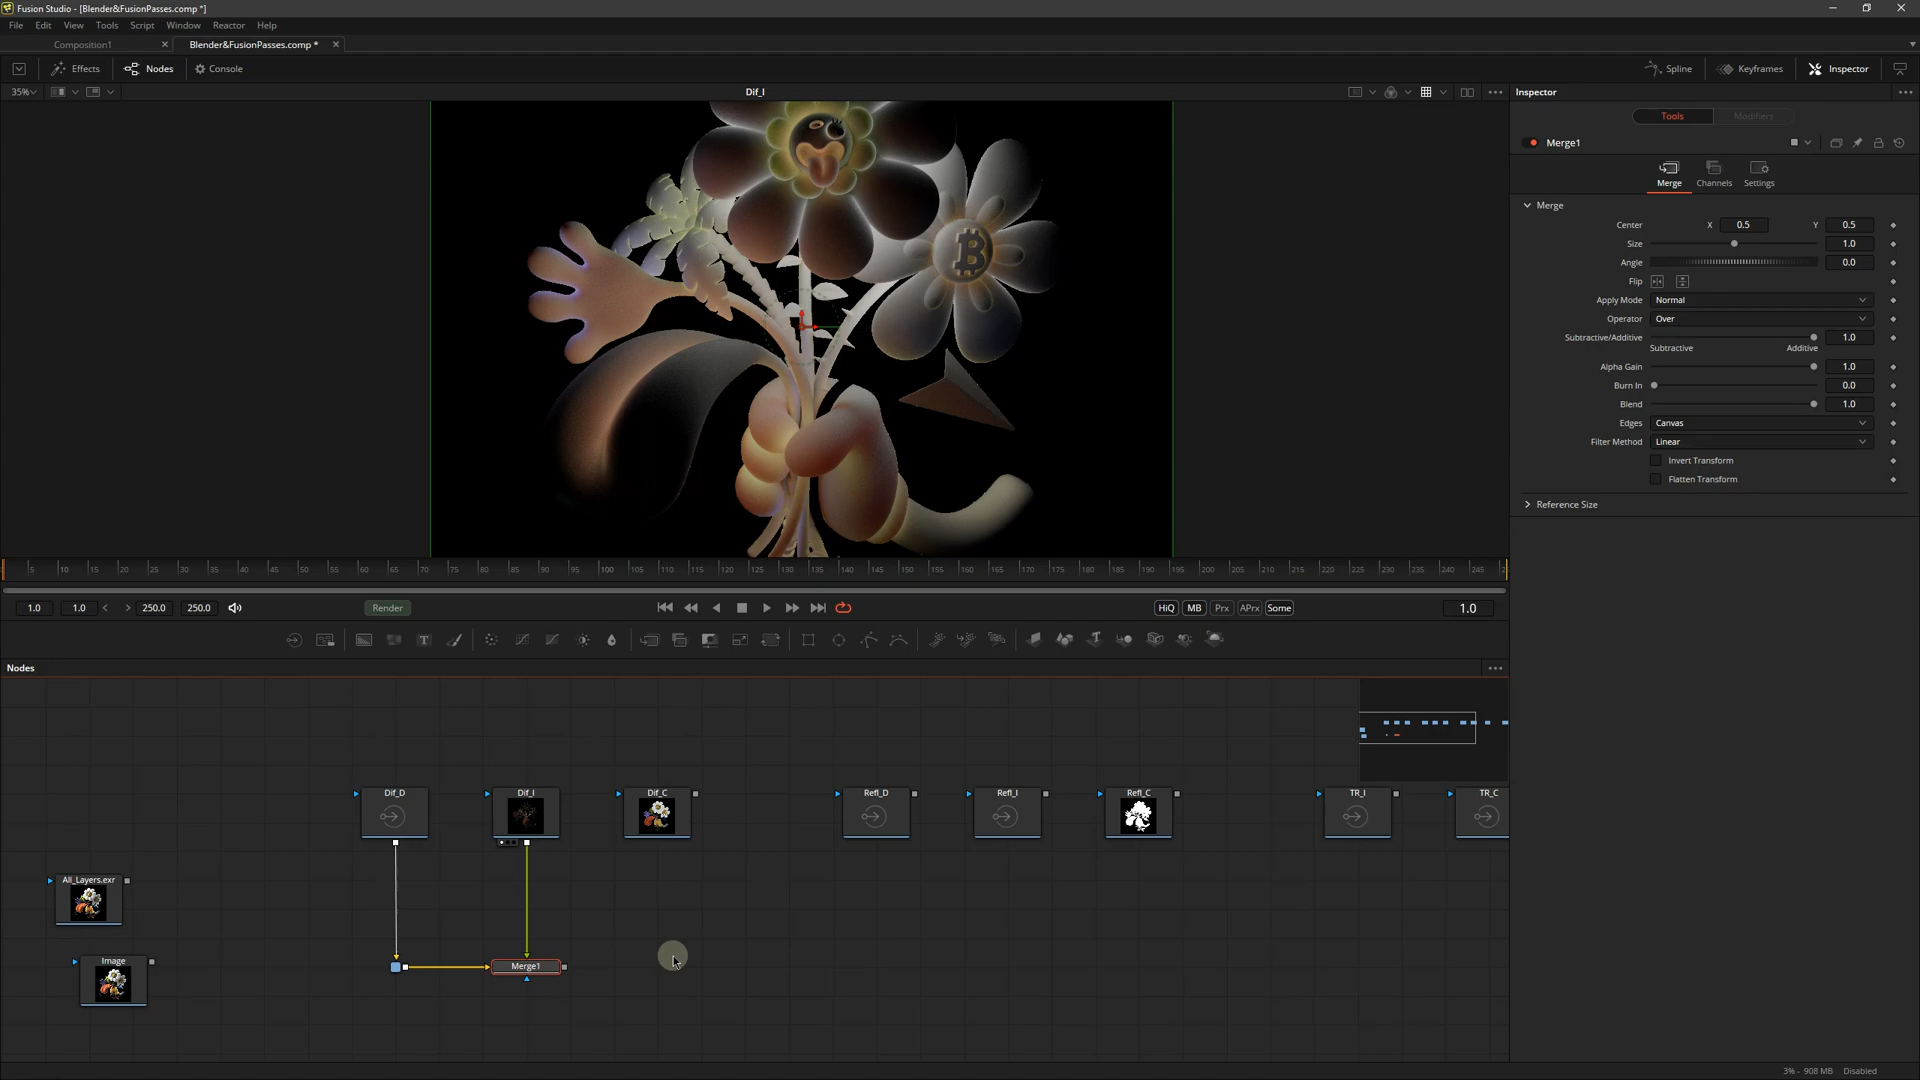 Fusion Studio - [Blender&FusionPasses.comp *]
File Edit View Tools Script Window Reactor Help
Composition1 Blender&FusionPasses.comp *
Effects Nodes Console Spline Keyframes Inspector
35% Dif_I Inspector
Tools Modifiers
Merge1
Merge Channels Settings
Merge
Center X 0.5 Y 0.5
Size 1.0
Angle 0.0
Flip
Apply Mode Normal
Operator Over
Subtractive/Additive 1.0
Subtractive Additive
Alpha Gain 1.0
Burn In 0.0
Blend 1.0
Edges Canvas
Filter Method Linear
Invert Transform
Flatten Transform
Reference Size
5 10 15 20 25 30 35 40 45 50 55 60 65 70 75 80 85 90 95 100 105 110 115 120 125 130 135 140 145 150 155 160 165 170 175 180 185 190 195 200 205 210 215 220 225 230 235 240 245
1.0 1.0 250.0 250.0 Render HiQ MB Prx APrx Some 1.0
Nodes
Dif_D Dif_I Dif_C Refl_D Refl_I Refl_C TR_I TR_C
All_Layers.exr
Image
Merge1
3% - 908 MB Disabled